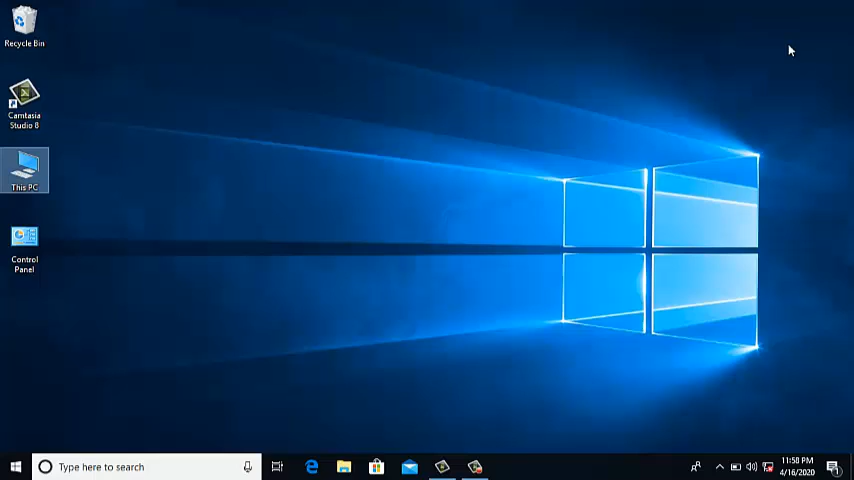 Recycle Bin
Camtasia
Studio 8
This PC
Control
Panel
Type here to search
11:58 PM
4/16/2020
1